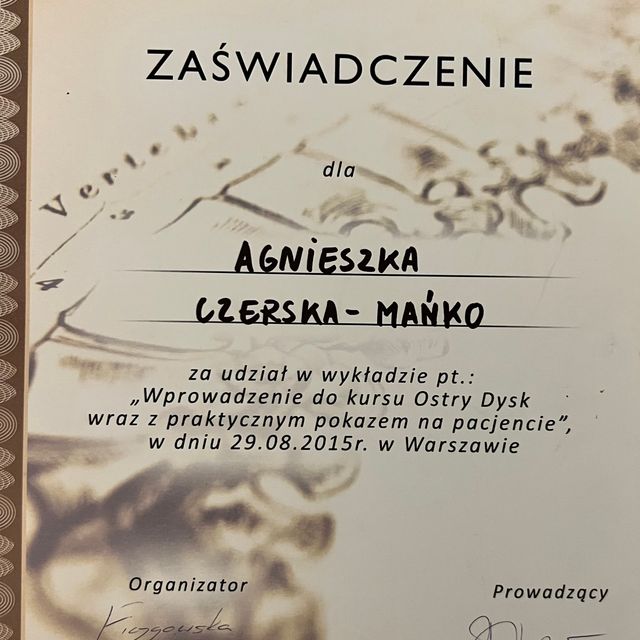 ZAŚWIADCZENIE
dla
AGNIESZKA
CZERSKA - MAŃKO
za udział w wykładzie pt.:
„Wprowadzenie do kursu Ostry Dysk
wraz z praktycznym pokazem na pacjencie”,
w dniu 29.08.2015r. w Warszawie
Organizator Prowadzący